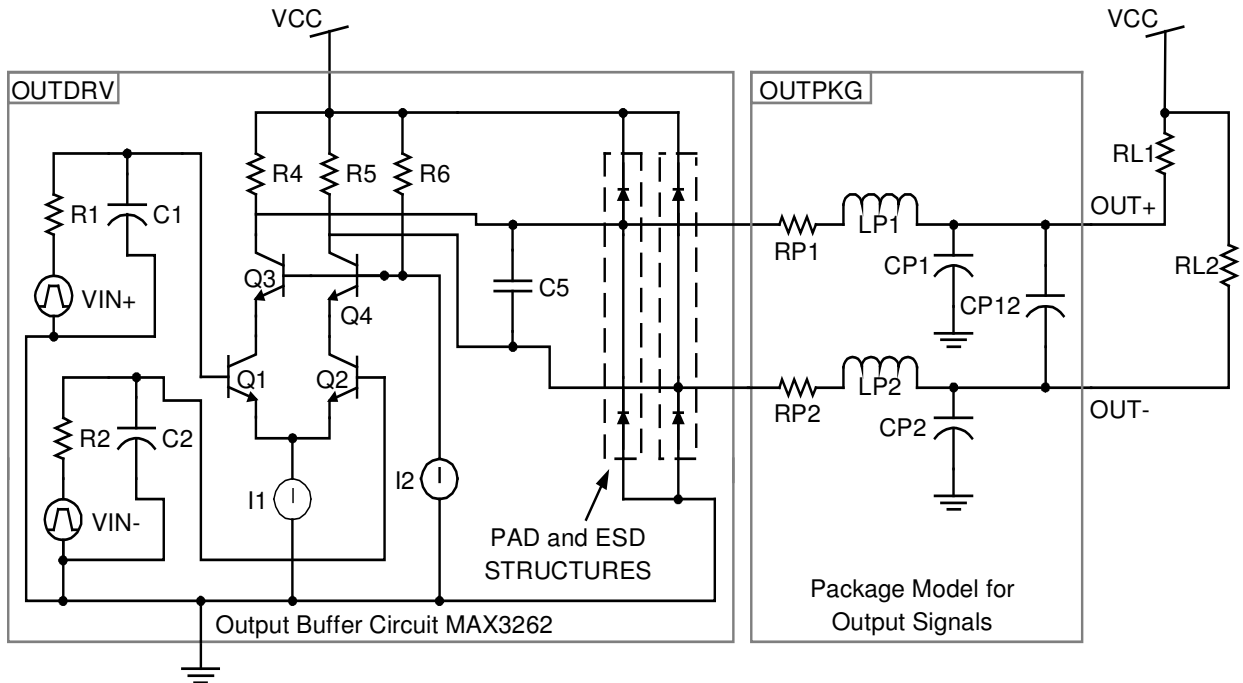 VCC
VCC
OUTDRV
OUTPKG
R4
R5
R6
RL1
R1
C1
LP1
OUT+
RP1
Q3
CP1
RL2
VIN+
C5
Q4
CP12
Q1
Q2
LP2
RP2
OUT-
R2
C2
CP2
I2
I1
VIN-
PAD and ESD
STRUCTURES
Package Model for
Output Signals
Output Buffer Circuit MAX3262